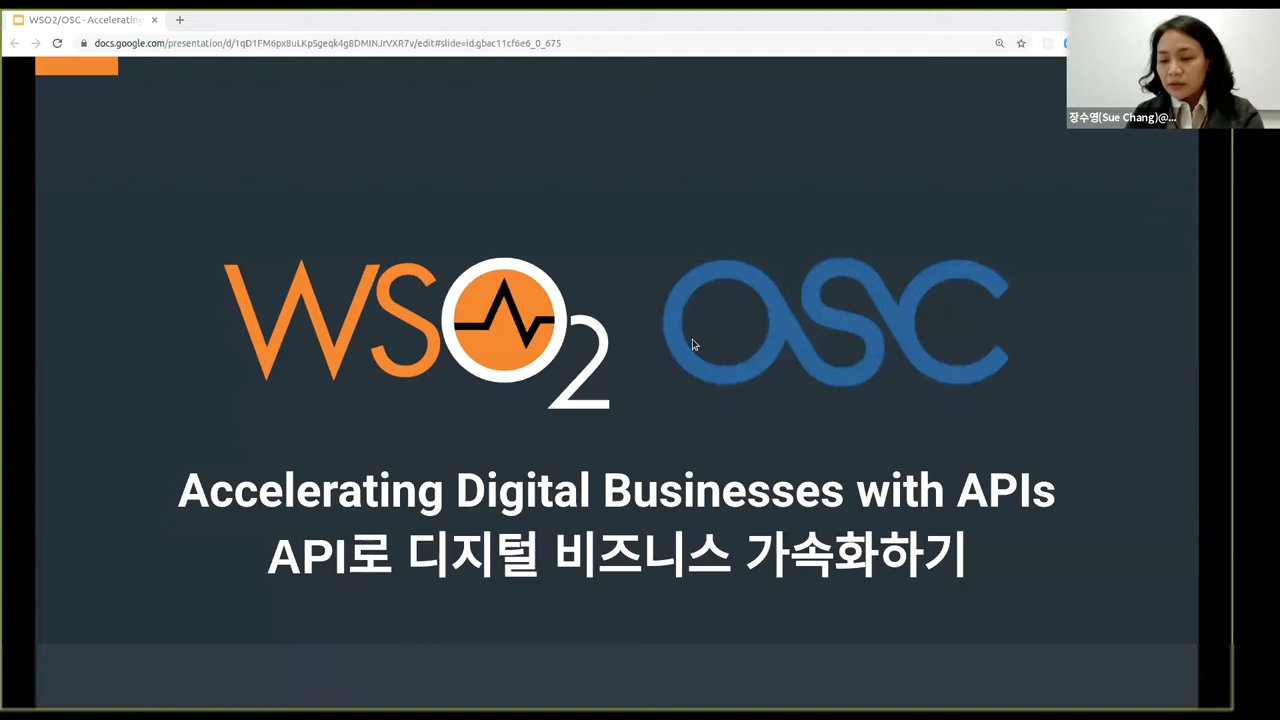 WSO2/OSC - Accelerating
docs.google.com/presentation/d/1qD1FM6px8uLKpSgeqk4g8DMINJrVXR7v/edit#slide=id.gbac11cf6e6_0_675
장수영(Sue Chang)@...
WSO2 OSC
Accelerating Digital Businesses with APIs
API로 디지털 비즈니스 가속화하기